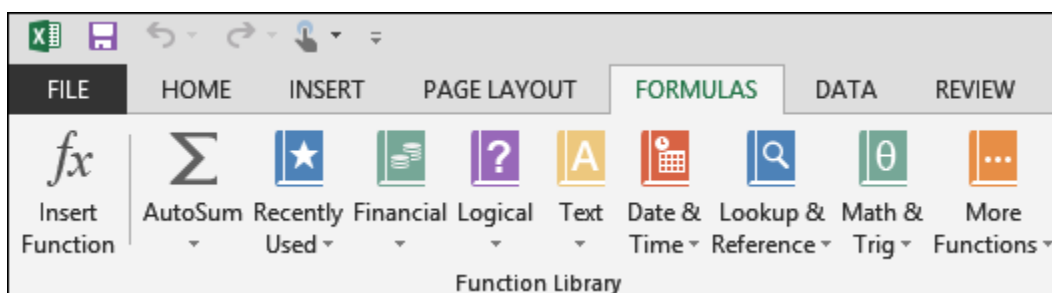 FILE HOME INSERT PAGE LAYOUT FORMULAS DATA REVIEW
fx Σ ? A θ
Insert AutoSum Recently Financial Logical Text Date & Lookup & Math & More
Function Used Time Reference Trig Functions
Function Library